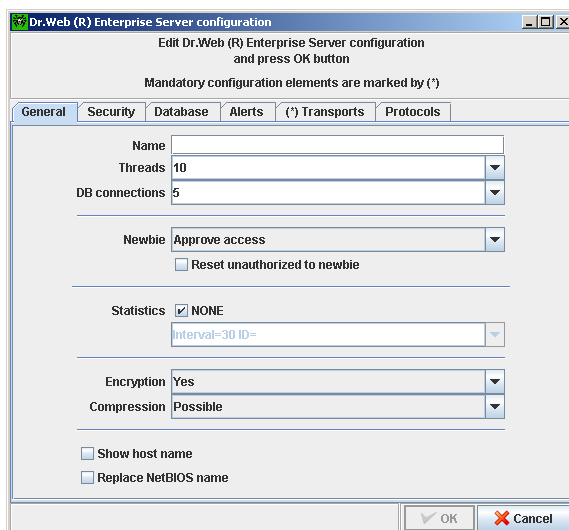 Dr.Web (R) Enterprise Server configuration
Edit Dr.Web (R) Enterprise Server configuration
and press OK button
Mandatory configuration elements are marked by (*)
General Security Database Alerts (*) Transports Protocols
Name
Threads 10
DB connections 5
Newbie Approve access
Reset unauthorized to newbie
Statistics NONE
Interval=30 ID=
Encryption Yes
Compression Possible
Show host name
Replace NetBIOS name
OK Cancel